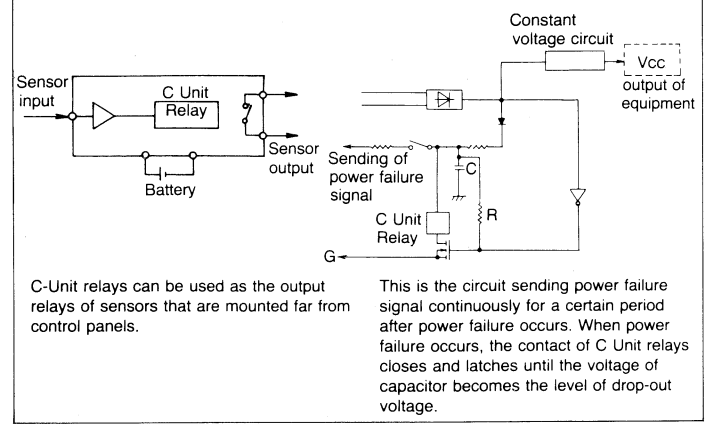 Sensor
input
C Unit
Relay
Sensor
output
Battery
C-Unit relays can be used as the output
relays of sensors that are mounted far from
control panels.
Constant
voltage circuit
Vcc
output of
equipment
Sending of
power failure
signal
C
R
C Unit
Relay
G
This is the circuit sending power failure
signal continuously for a certain period
after power failure occurs. When power
failure occurs, the contact of C Unit relays
closes and latches until the voltage of
capacitor becomes the level of drop-out
voltage.